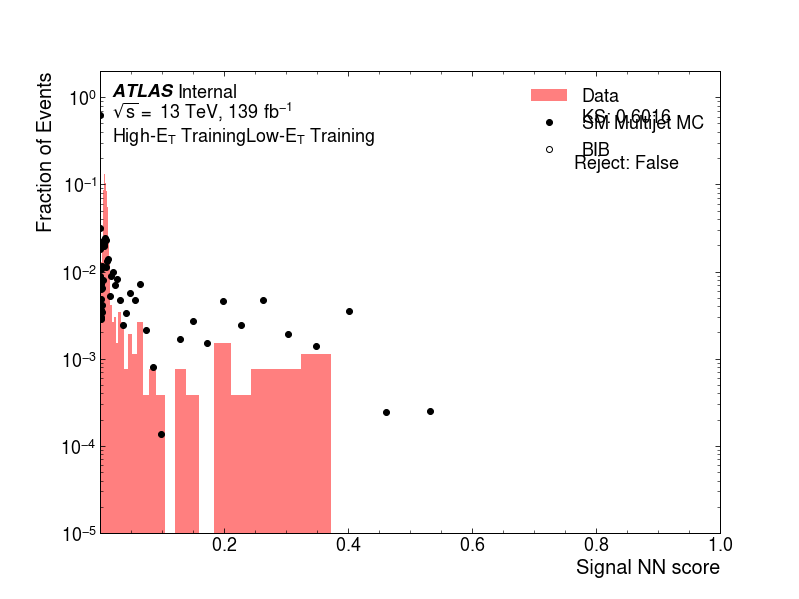 ATLAS Internal
√s = 13 TeV, 139 fb⁻¹
High-E_T TrainingLow-E_T Training
Data
KS: 0.6016
SM Multijet MC
BIB
Reject: False
Fraction of Events
10⁰
10⁻¹
10⁻²
10⁻³
10⁻⁴
10⁻⁵
0.2 0.4 0.6 0.8 1.0
Signal NN score